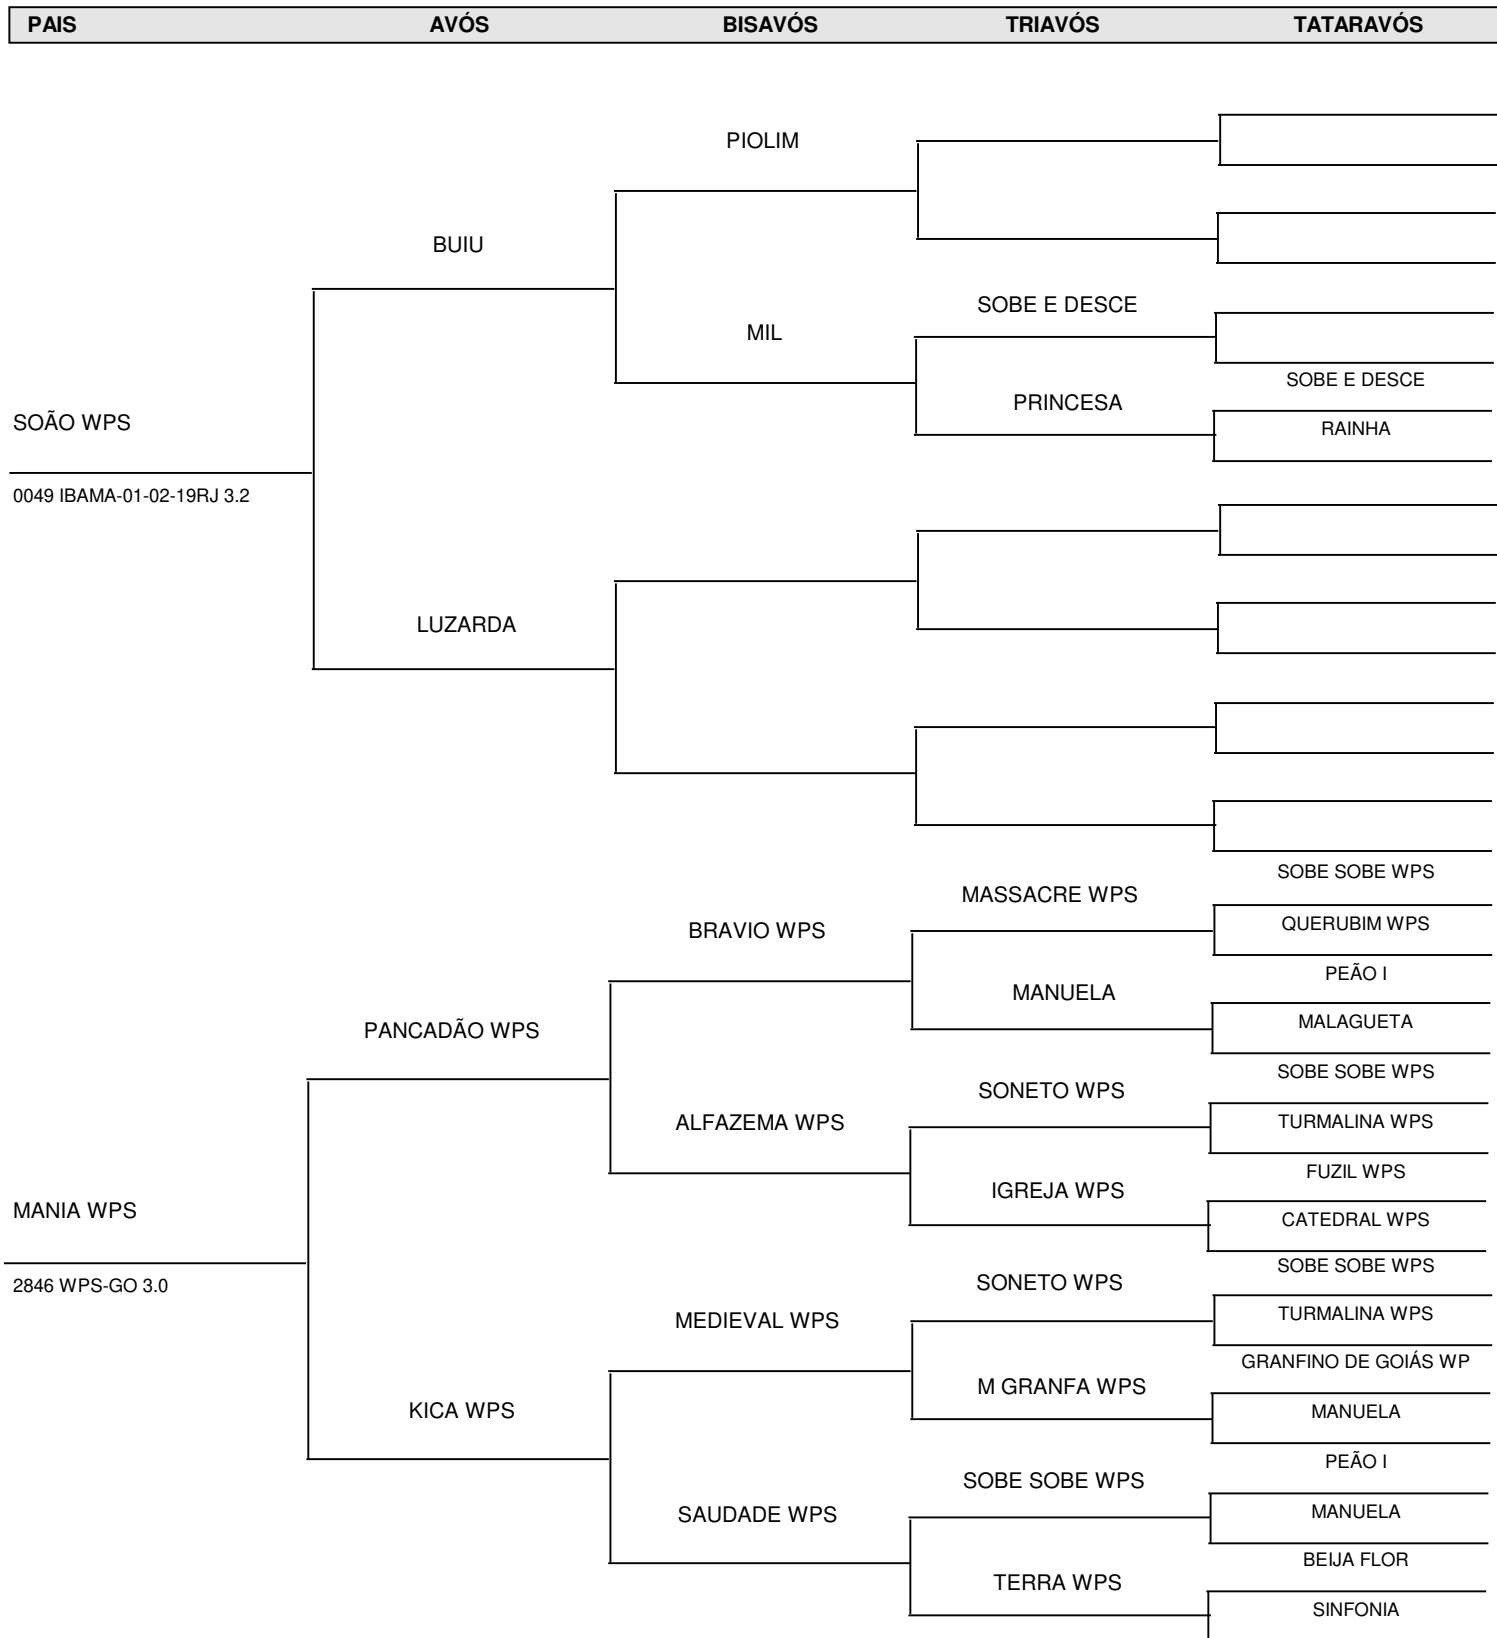 PAIS AVÓS BISAVÓS TRIAVÓS TATARAVÓS
PIOLIM
BUIU
SOBE E DESCE
MIL
SOBE E DESCE
PRINCESA
SOÃO WPS
RAINHA
0049 IBAMA-01-02-19RJ 3.2
LUZARDA
SOBE SOBE WPS
MASSACRE WPS
BRAVIO WPS
QUERUBIM WPS
PEÃO I
MANUELA
PANCADÃO WPS
MALAGUETA
SOBE SOBE WPS
SONETO WPS
ALFAZEMA WPS
TURMALINA WPS
FUZIL WPS
IGREJA WPS
MANIA WPS
CATEDRAL WPS
SOBE SOBE WPS
2846 WPS-GO 3.0
SONETO WPS
MEDIEVAL WPS
TURMALINA WPS
GRANFINO DE GOIÁS WP
M GRANFA WPS
KICA WPS
MANUELA
PEÃO I
SOBE SOBE WPS
SAUDADE WPS
MANUELA
BEIJA FLOR
TERRA WPS
SINFONIA